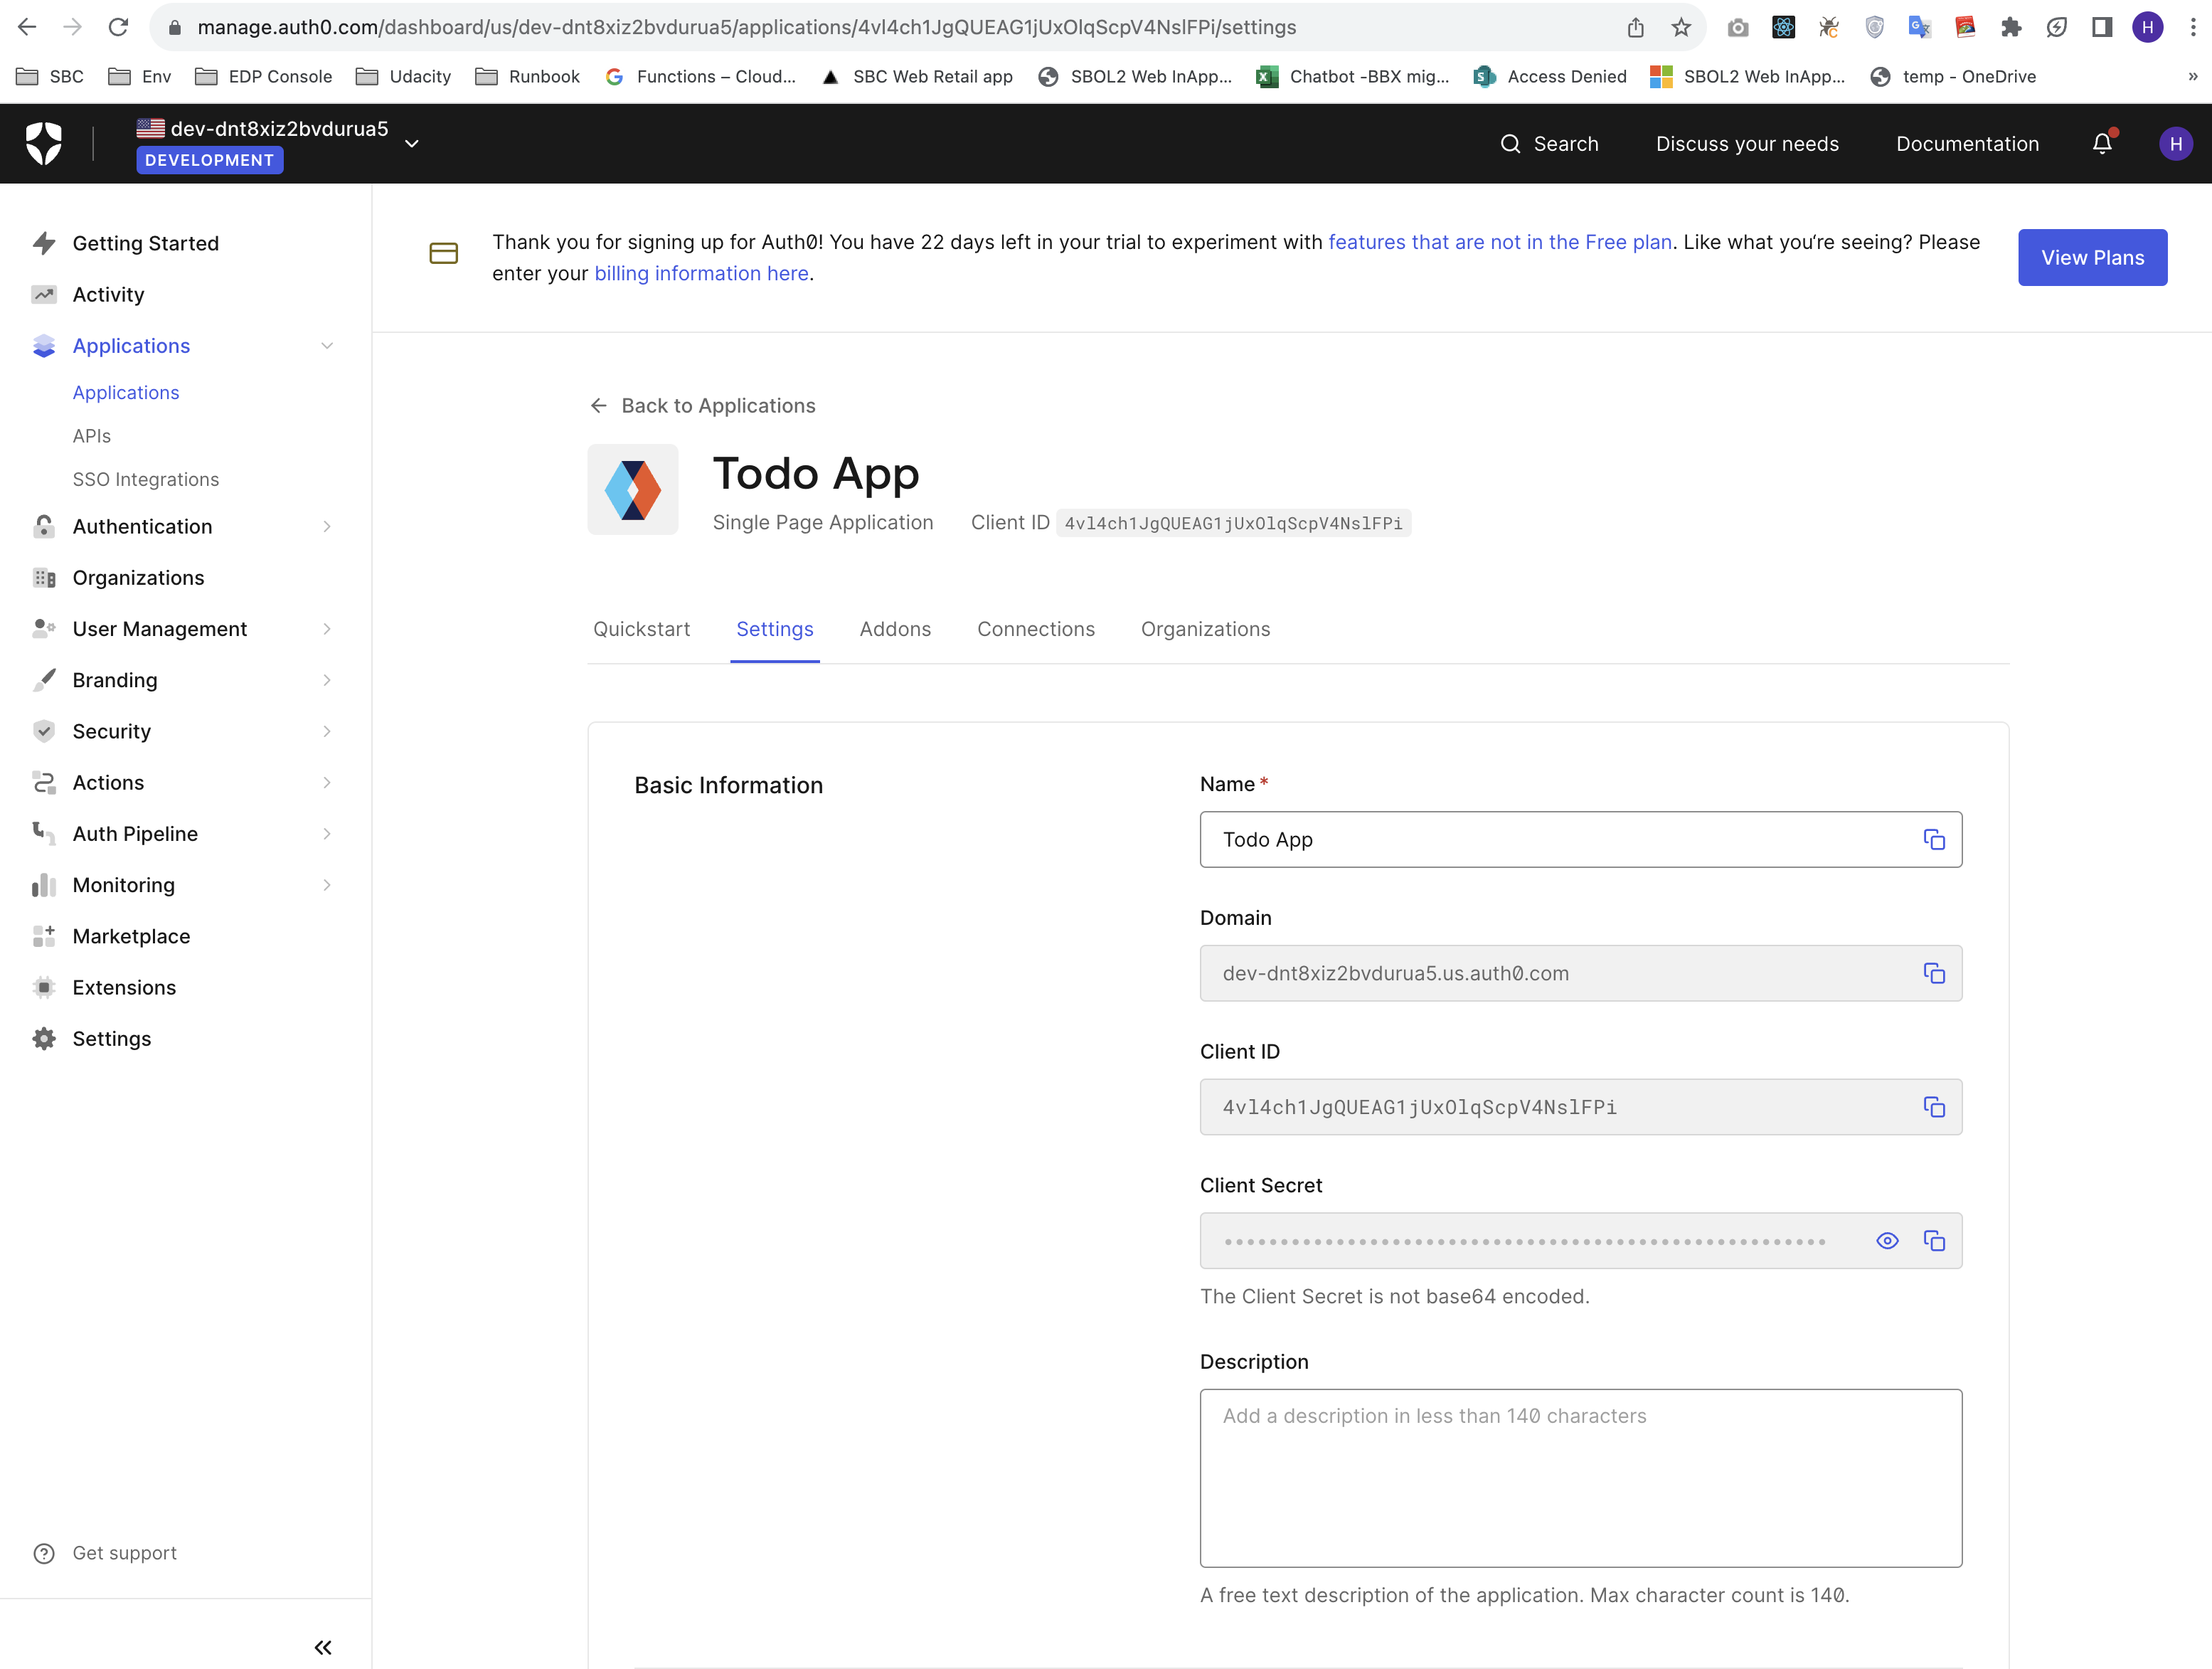 manage.auth0.com/dashboard/us/dev-dnt8xiz2bvdurua5/applications/4vl4ch1JgQUEAG1jUxOlqScpV4NslFPi/settings
H
SBC Env EDP Console Udacity Runbook Functions – Cloud... SBC Web Retail app SBOL2 Web InApp... Chatbot -BBX mig... Access Denied SBOL2 Web InApp... temp - OneDrive »
dev-dnt8xiz2bvdurua5
DEVELOPMENT
Search Discuss your needs Documentation H
Getting Started
Activity
Applications
Applications
APIs
SSO Integrations
Authentication
Organizations
User Management
Branding
Security
Actions
Auth Pipeline
Monitoring
Marketplace
Extensions
Settings
Get support
Thank you for signing up for Auth0! You have 22 days left in your trial to experiment with features that are not in the Free plan. Like what you‘re seeing? Please
enter your billing information here.
View Plans
Back to Applications
Todo App
Single Page Application Client ID 4vl4ch1JgQUEAG1jUxOlqScpV4NslFPi
Quickstart Settings Addons Connections Organizations
Basic Information
Name *
Todo App
Domain
dev-dnt8xiz2bvdurua5.us.auth0.com
Client ID
4vl4ch1JgQUEAG1jUxOlqScpV4NslFPi
Client Secret
The Client Secret is not base64 encoded.
Description
Add a description in less than 140 characters
A free text description of the application. Max character count is 140.